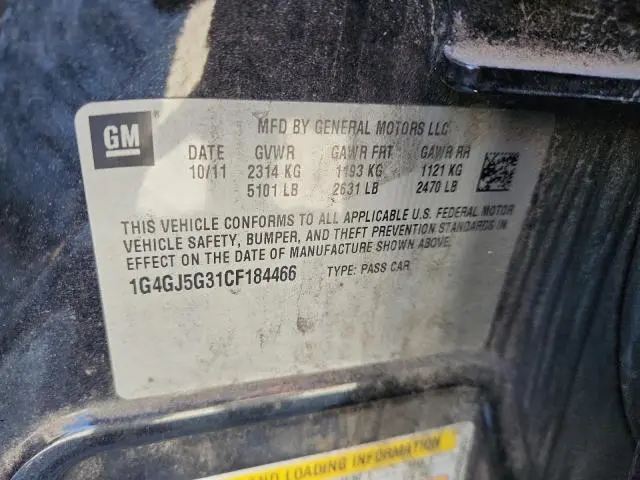 GM
MFD BY GENERAL MOTORS LLC
DATE GVWR GAWR FRT GAWR RR
10/11 2314 KG 1193 KG 1121 KG
5101 LB 2631 LB 2470 LB
THIS VEHICLE CONFORMS TO ALL APPLICABLE U.S. FEDERAL MOTOR
VEHICLE SAFETY, BUMPER, AND THEFT PREVENTION STANDARDS IN
EFFECT ON THE DATE OF MANUFACTURE SHOWN ABOVE.
1G4GJ5G31CF184466 TYPE: PASS CAR
AND LOADING INFORMATION